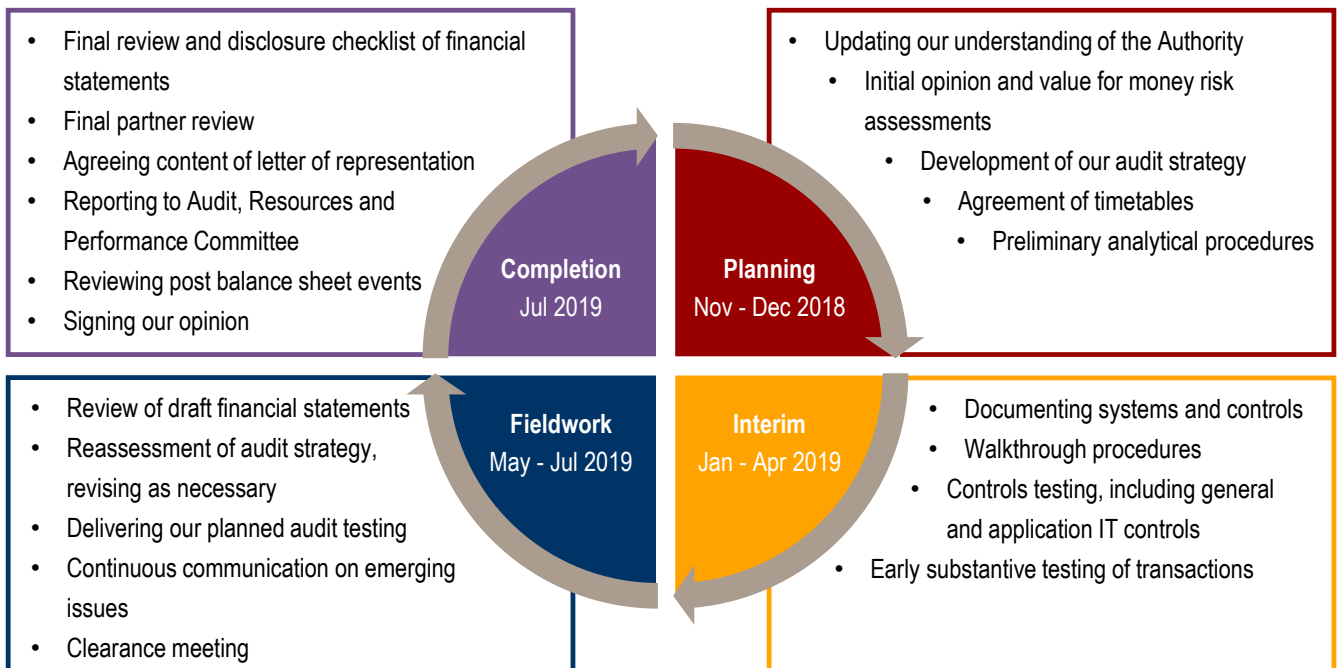 • Final review and disclosure checklist of financial
statements
• Final partner review
• Agreeing content of letter of representation
• Reporting to Audit, Resources and
Performance Committee
• Reviewing post balance sheet events
• Signing our opinion
Completion
Jul 2019
• Updating our understanding of the Authority
• Initial opinion and value for money risk
assessments
• Development of our audit strategy
• Agreement of timetables
• Preliminary analytical procedures
Planning
Nov - Dec 2018
• Review of draft financial statements
• Reassessment of audit strategy,
revising as necessary
• Delivering our planned audit testing
• Continuous communication on emerging
issues
• Clearance meeting
Fieldwork
May - Jul 2019
Interim
Jan - Apr 2019
• Documenting systems and controls
• Walkthrough procedures
• Controls testing, including general
and application IT controls
• Early substantive testing of transactions